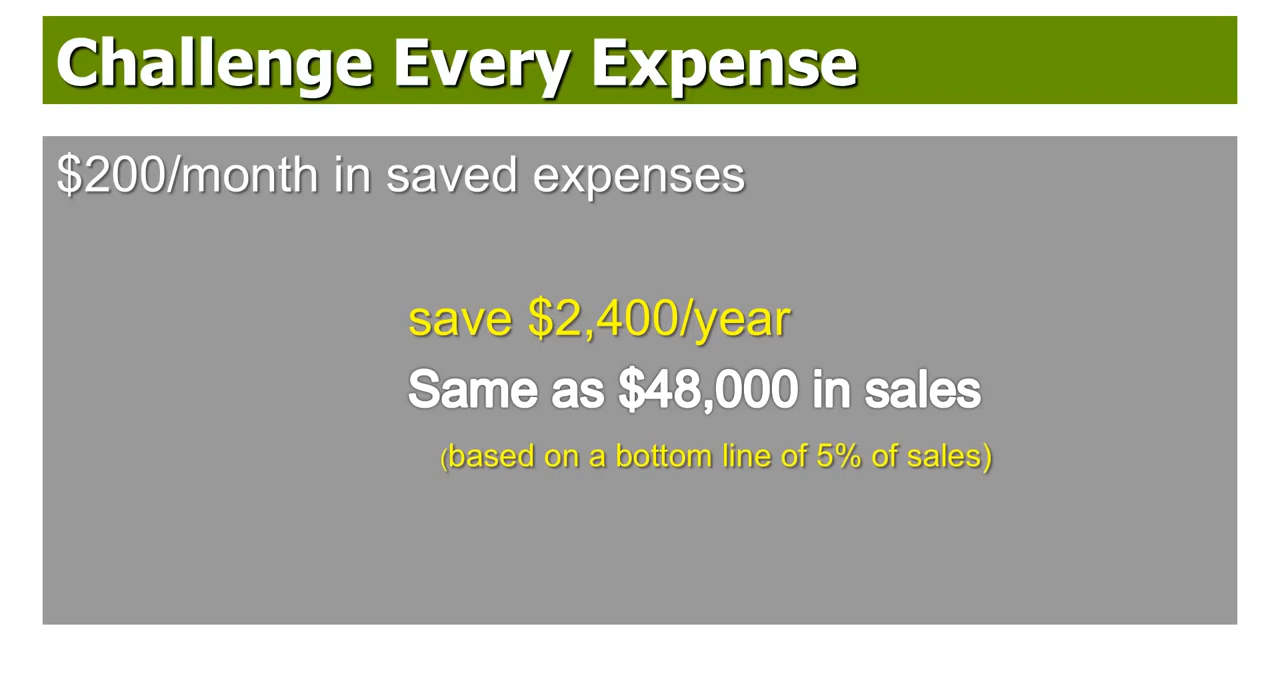 Challenge Every Expense
$200/month in saved expenses
save $2,400/year
Same as $48,000 in sales
(based on a bottom line of 5% of sales)